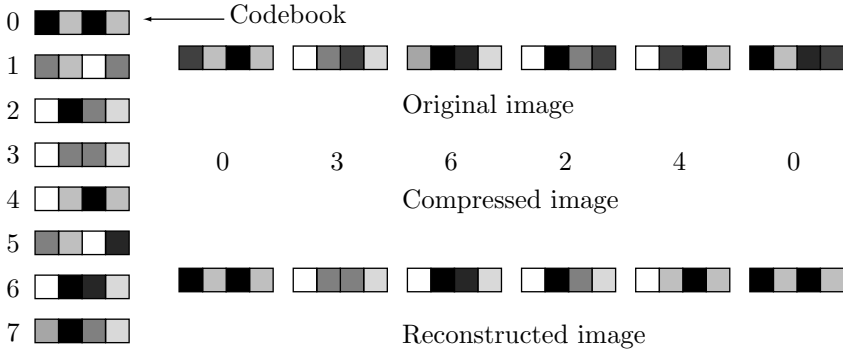 0
Codebook
1
2
Original image
3
0 3 6 2 4 0
4
Compressed image
5
6
7
Reconstructed image